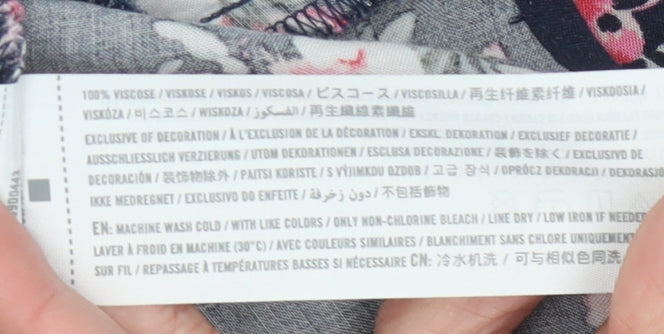 100% VISCOSE / VISKOSE / VISKOS / VISCOSA / ビスコース / VISCOSILLA / 再生纤维素纤维 / VISKOOSIA /
VISKÓZA / 비스코스 / WISKOZA / الفسكوز / 再生纖維素纖維
EXCLUSIVE OF DECORATION / À L'EXCLUSION DE LA DÉCORATION / EKSKL. DEKORATION / EXCLUSIEF DECORATIE /
AUSSCHLIESSLICH VERZIERUNG / UTOM DEKORATIONEN / ESCLUSA DECORAZIONE / 装飾を除く / EXCLUSIVO DE
DECORACIÓN / 装饰物除外 / PAITSI KORISTE / S VÝJIMKOU OZDOB / 고급 장식 / OPRÓCZ DEKORACJI / DEKORASJO
IKKE MEDREGNET / EXCLUSIVO DO ENFEITE / دون زخرفة / 不包括飾物
EN: MACHINE WASH COLD / WITH LIKE COLORS / ONLY NON-CHLORINE BLEACH / LINE DRY / LOW IRON IF NEEDED
LAVER À FROID EN MACHINE (30°C) / AVEC COULEURS SIMILAIRES / BLANCHIMENT SANS CHLORE UNIQUEMENT
SUR FIL / REPASSAGE À TEMPÉRATURES BASSES SI NÉCESSAIRE CN: 冷水机洗 / 可与相似色同洗